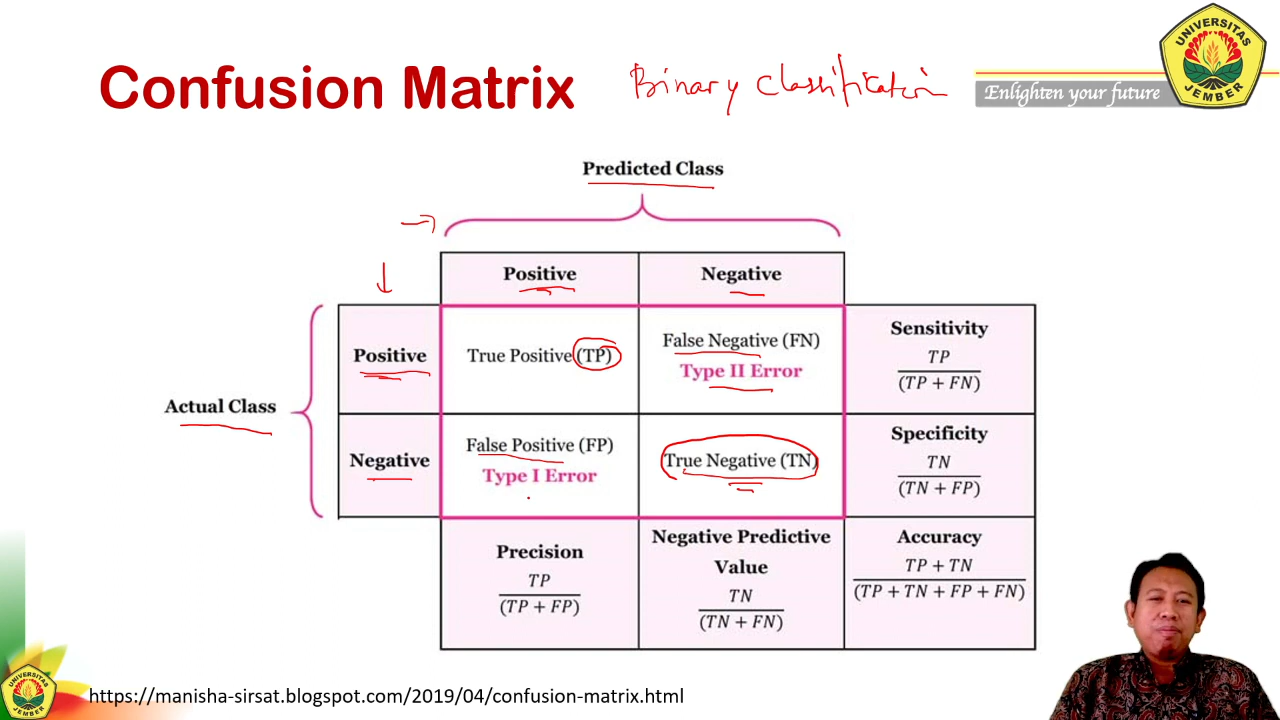 Confusion Matrix
Binary Classification
UNIVERSITAS
JEMBER
Enlighten your future
Predicted Class
Positive
Negative
Actual Class
Positive
True Positive (TP)
False Negative (FN)
Type II Error
Sensitivity
TP
(TP + FN)
Negative
False Positive (FP)
Type I Error
True Negative (TN)
Specificity
TN
(TN + FP)
Precision
TP
(TP + FP)
Negative Predictive
Value
TN
(TN + FN)
Accuracy
TP + TN
(TP + TN + FP + FN)
UNIVERSITAS
JEMBER
https://manisha-sirsat.blogspot.com/2019/04/confusion-matrix.html